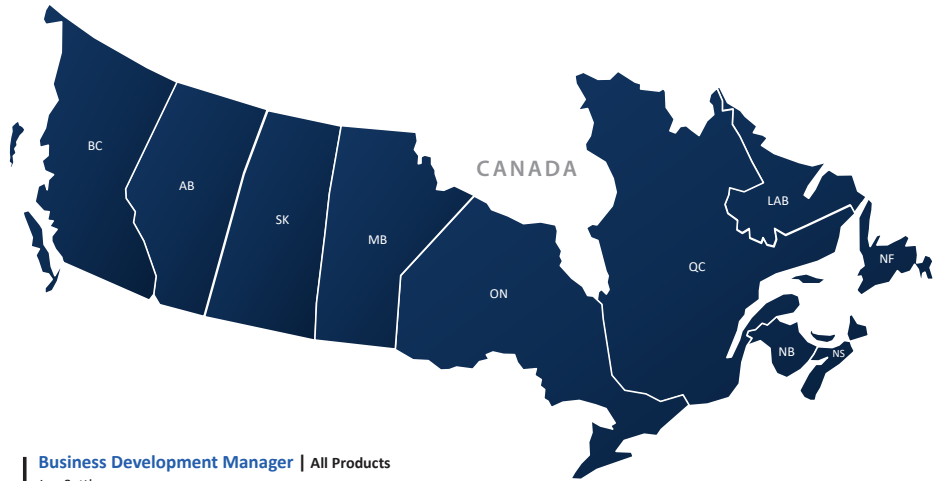 CANADA
BC
AB
SK
MB
ON
QC
LAB
NF
NB
NS
Business Development Manager | All Products